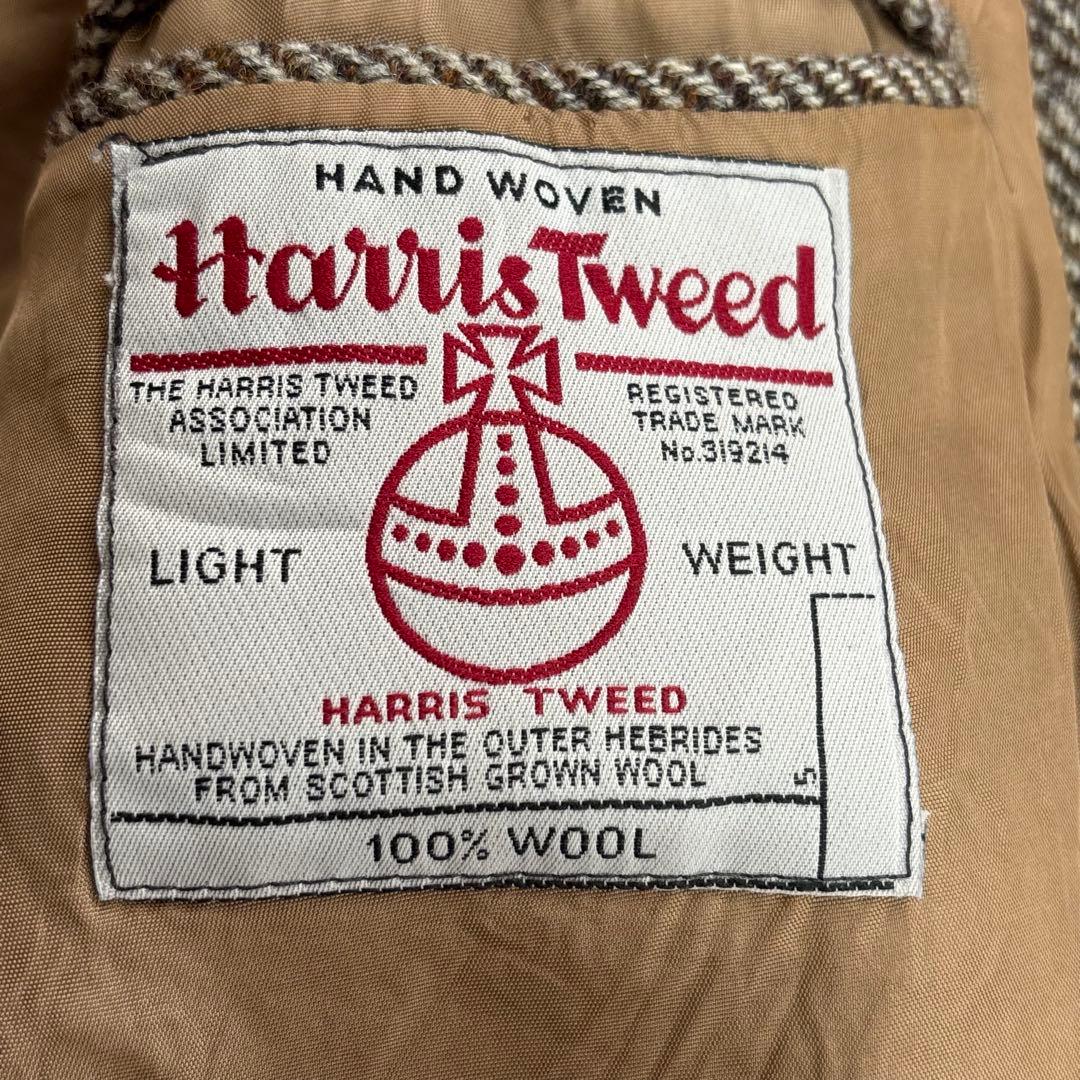 HAND WOVEN
Harris Tweed
THE HARRIS TWEED
ASSOCIATION
LIMITED
REGISTERED
TRADE MARK
No.319214
LIGHT WEIGHT
HARRIS TWEED
HANDWOVEN IN THE OUTER HEBRIDES
FROM SCOTTISH GROWN WOOL
5
100% WOOL